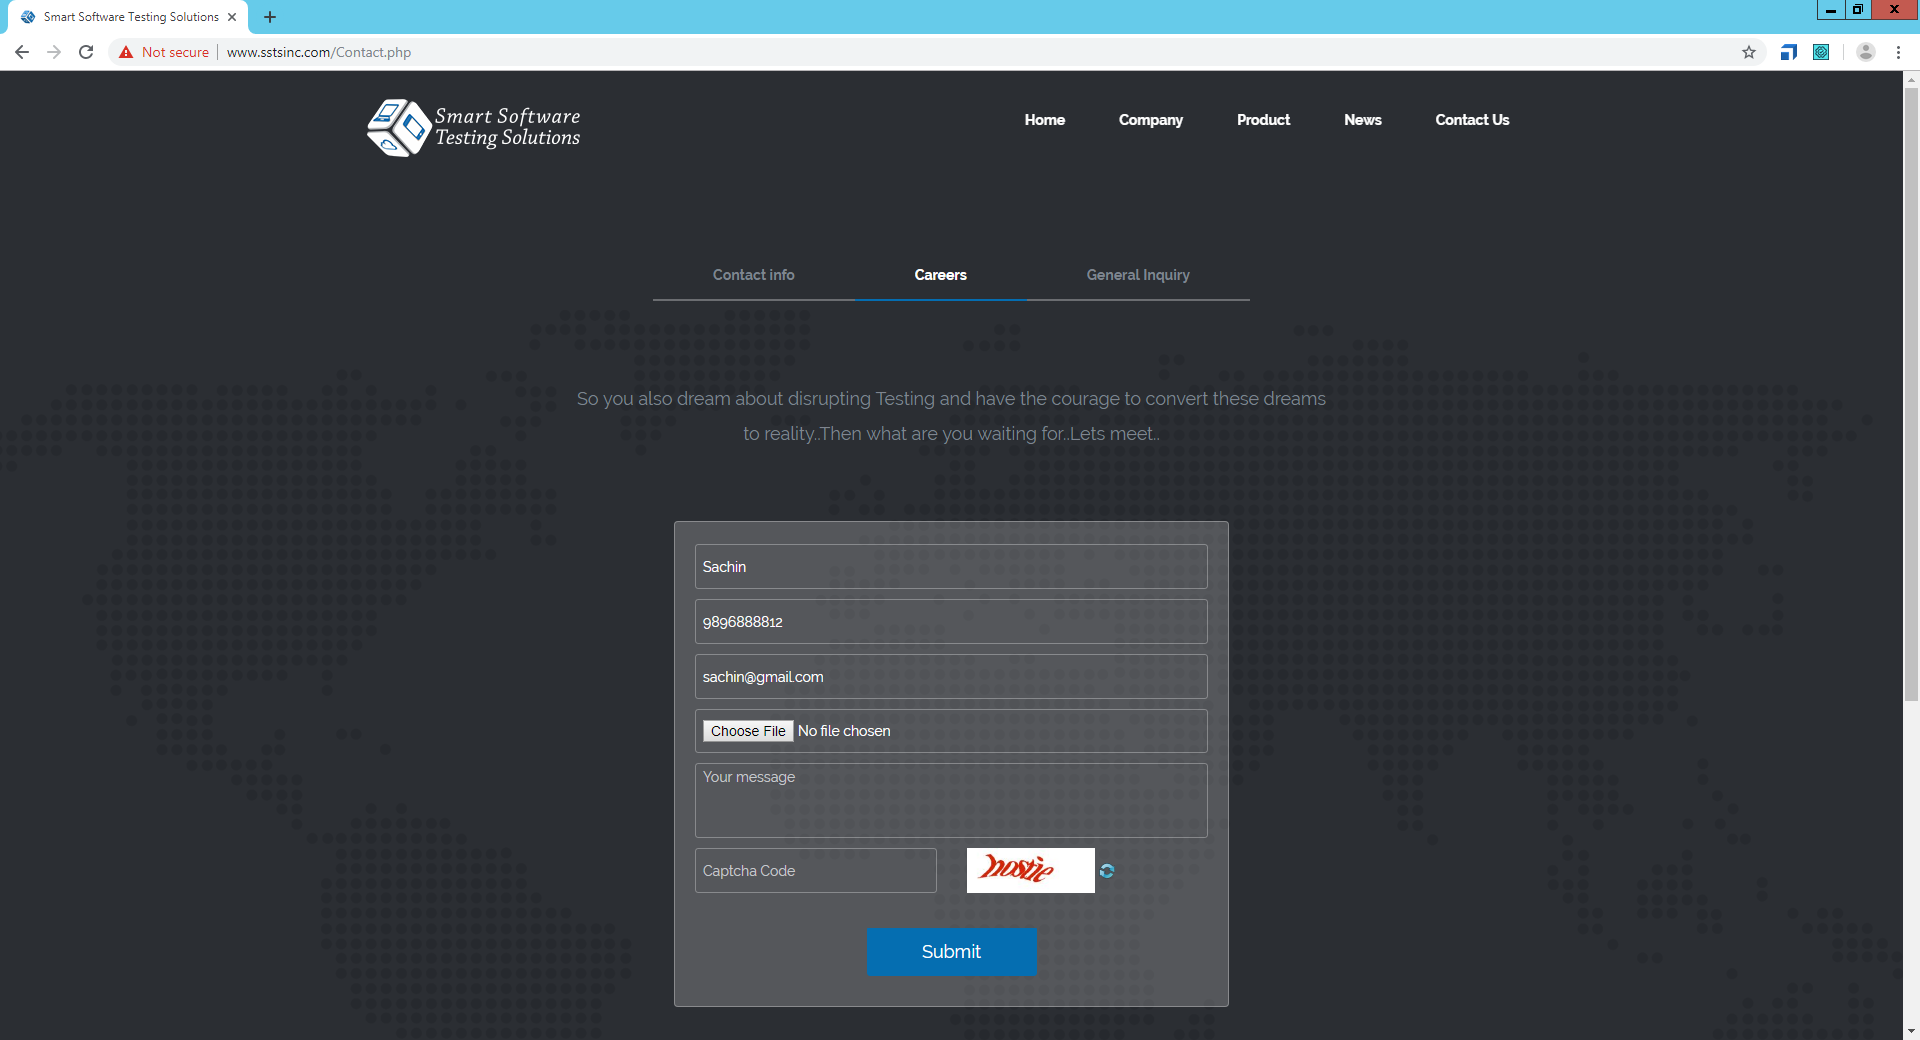 Smart Software Testing Solutions
Not secure
www.sstsinc.com/Contact.php
Smart Software
Testing Solutions
Home Company Product News Contact Us
Contact info Careers General Inquiry
So you also dream about disrupting Testing and have the courage to convert these dreams
to reality..Then what are you waiting for..Lets meet..
Sachin
9896888812
sachin@gmail.com
Choose File No file chosen
Your message
Captcha Code
hostie
Submit